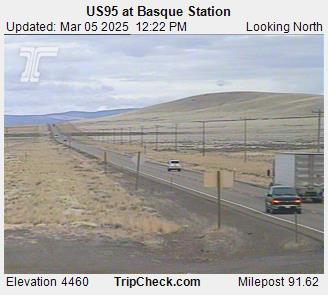 US95 at Basque Station
Updated: Mar 05 2025 12:22 PM Looking North
Elevation 4460 TripCheck.com Milepost 91.62